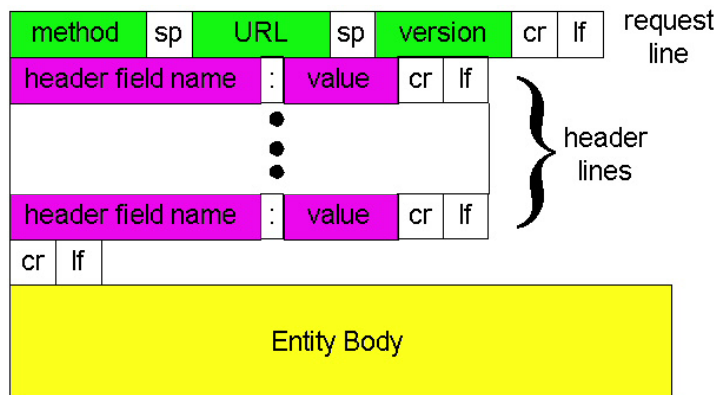 method sp URL sp version cr lf request line
header field name : value cr lf
header lines
header field name : value cr lf
cr lf
Entity Body